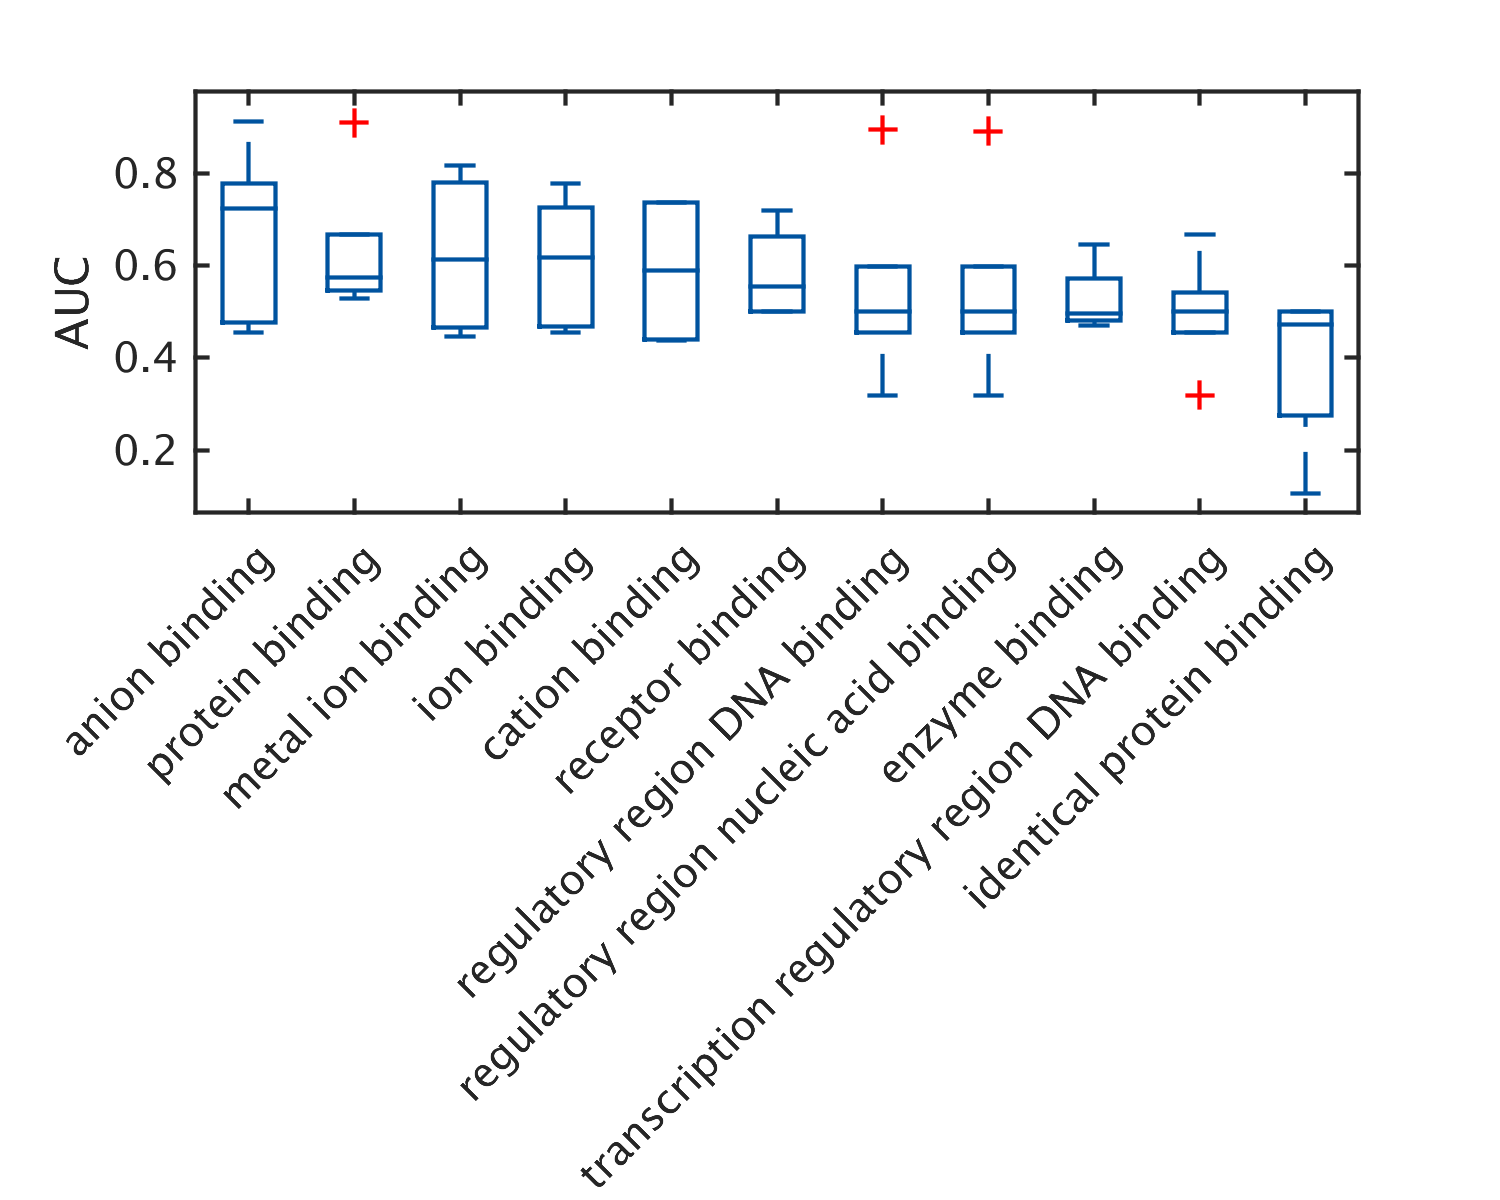 AUC
0.8
0.6
0.4
0.2
anion binding
protein binding
metal ion binding
ion binding
cation binding
receptor binding
regulatory region DNA binding
regulatory region nucleic acid binding
enzyme binding
transcription regulatory region DNA binding
identical protein binding